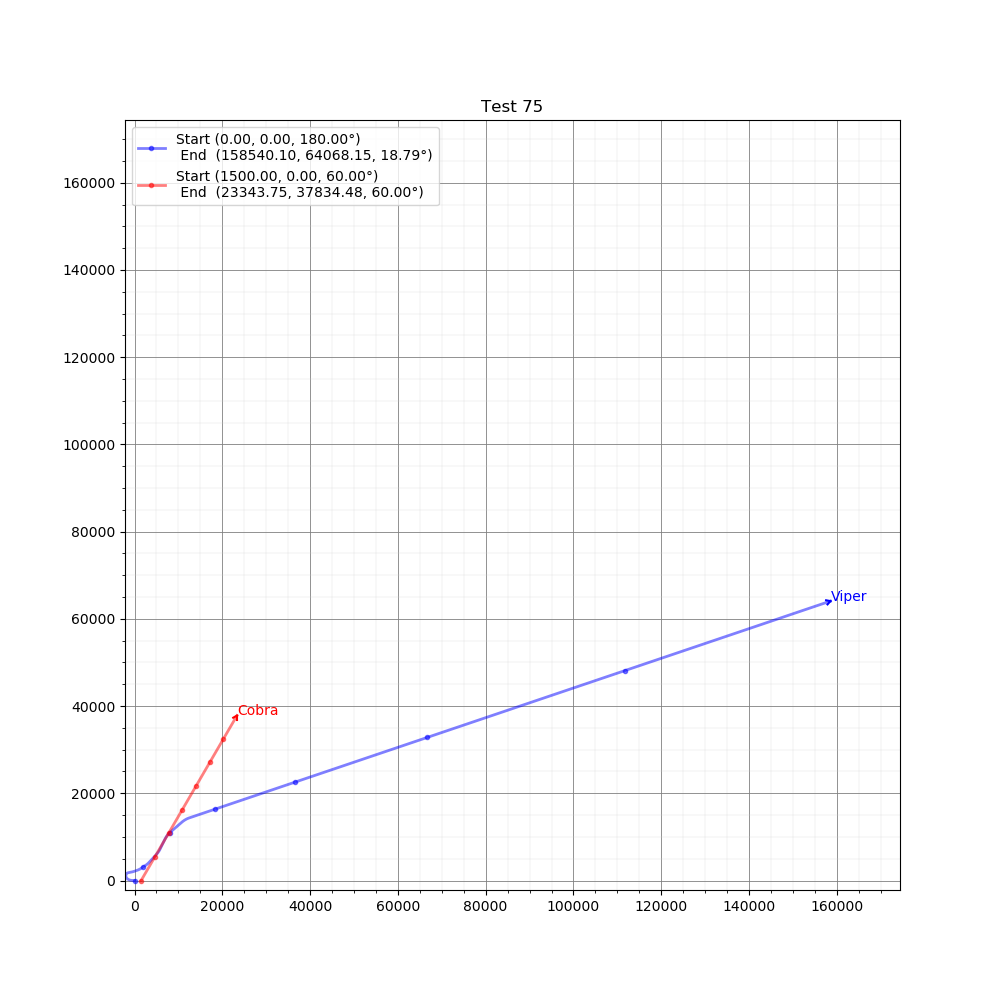 Test 75
Start (0.00, 0.00, 180.00°)
End  (158540.10, 64068.15, 18.79°)
Start (1500.00, 0.00, 60.00°)
End  (23343.75, 37834.48, 60.00°)
160000
140000
120000
100000
80000
60000
40000
20000
0
Viper
Cobra
0 20000 40000 60000 80000 100000 120000 140000 160000